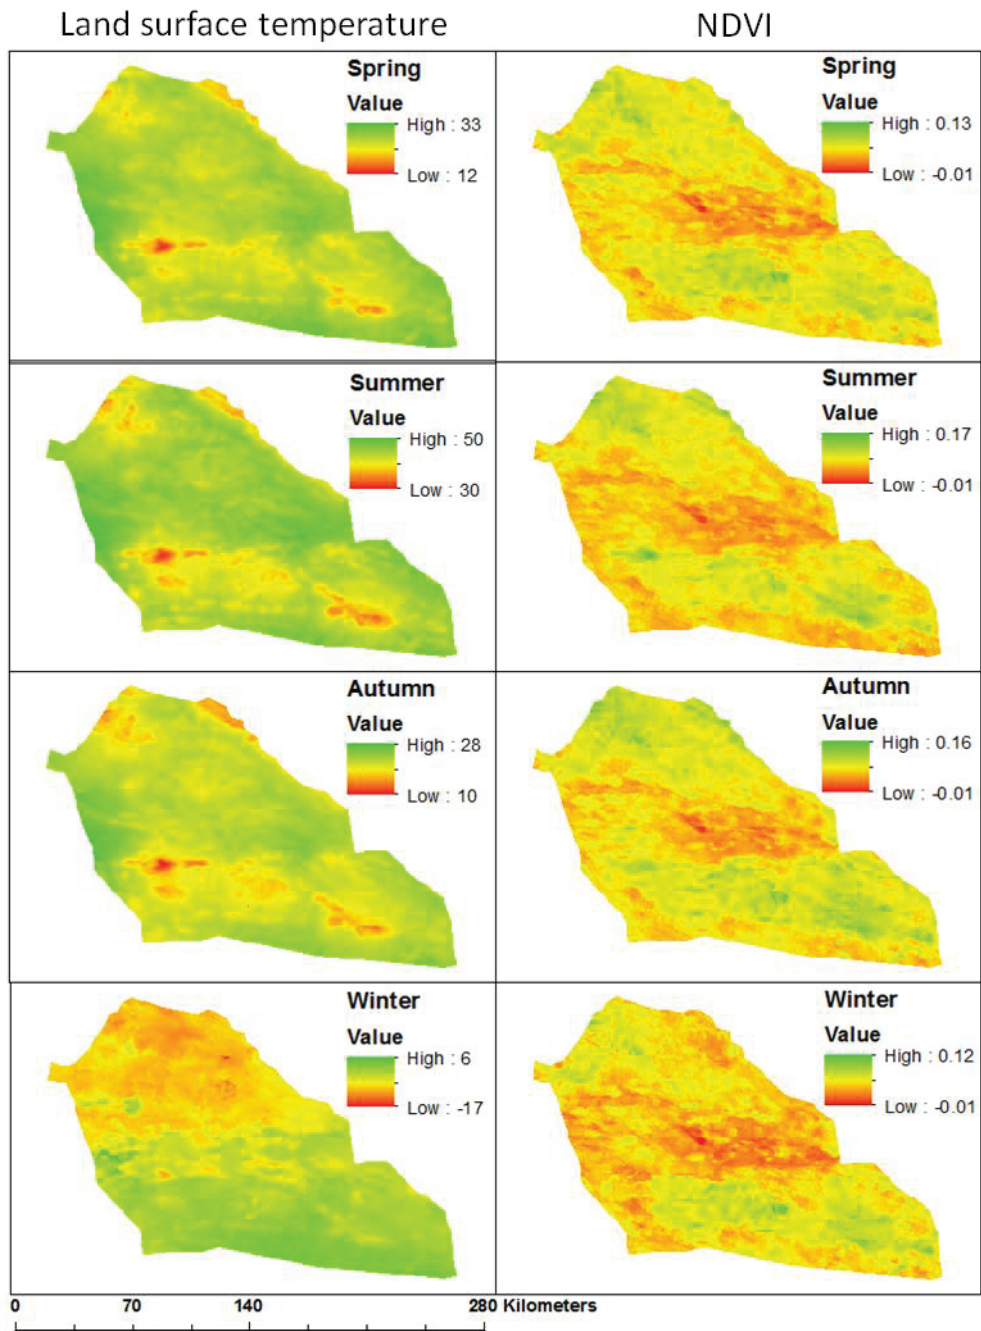 Land surface temperature
NDVI
Spring
Value
High : 33
Low : 12
Spring
Value
High : 0.13
Low : -0.01
Summer
Value
High : 50
Low : 30
Summer
Value
High : 0.17
Low : -0.01
Autumn
Value
High : 28
Low : 10
Autumn
Value
High : 0.16
Low : -0.01
Winter
Value
High : 6
Low : -17
Winter
Value
High : 0.12
Low : -0.01
0 70 140 280 Kilometers